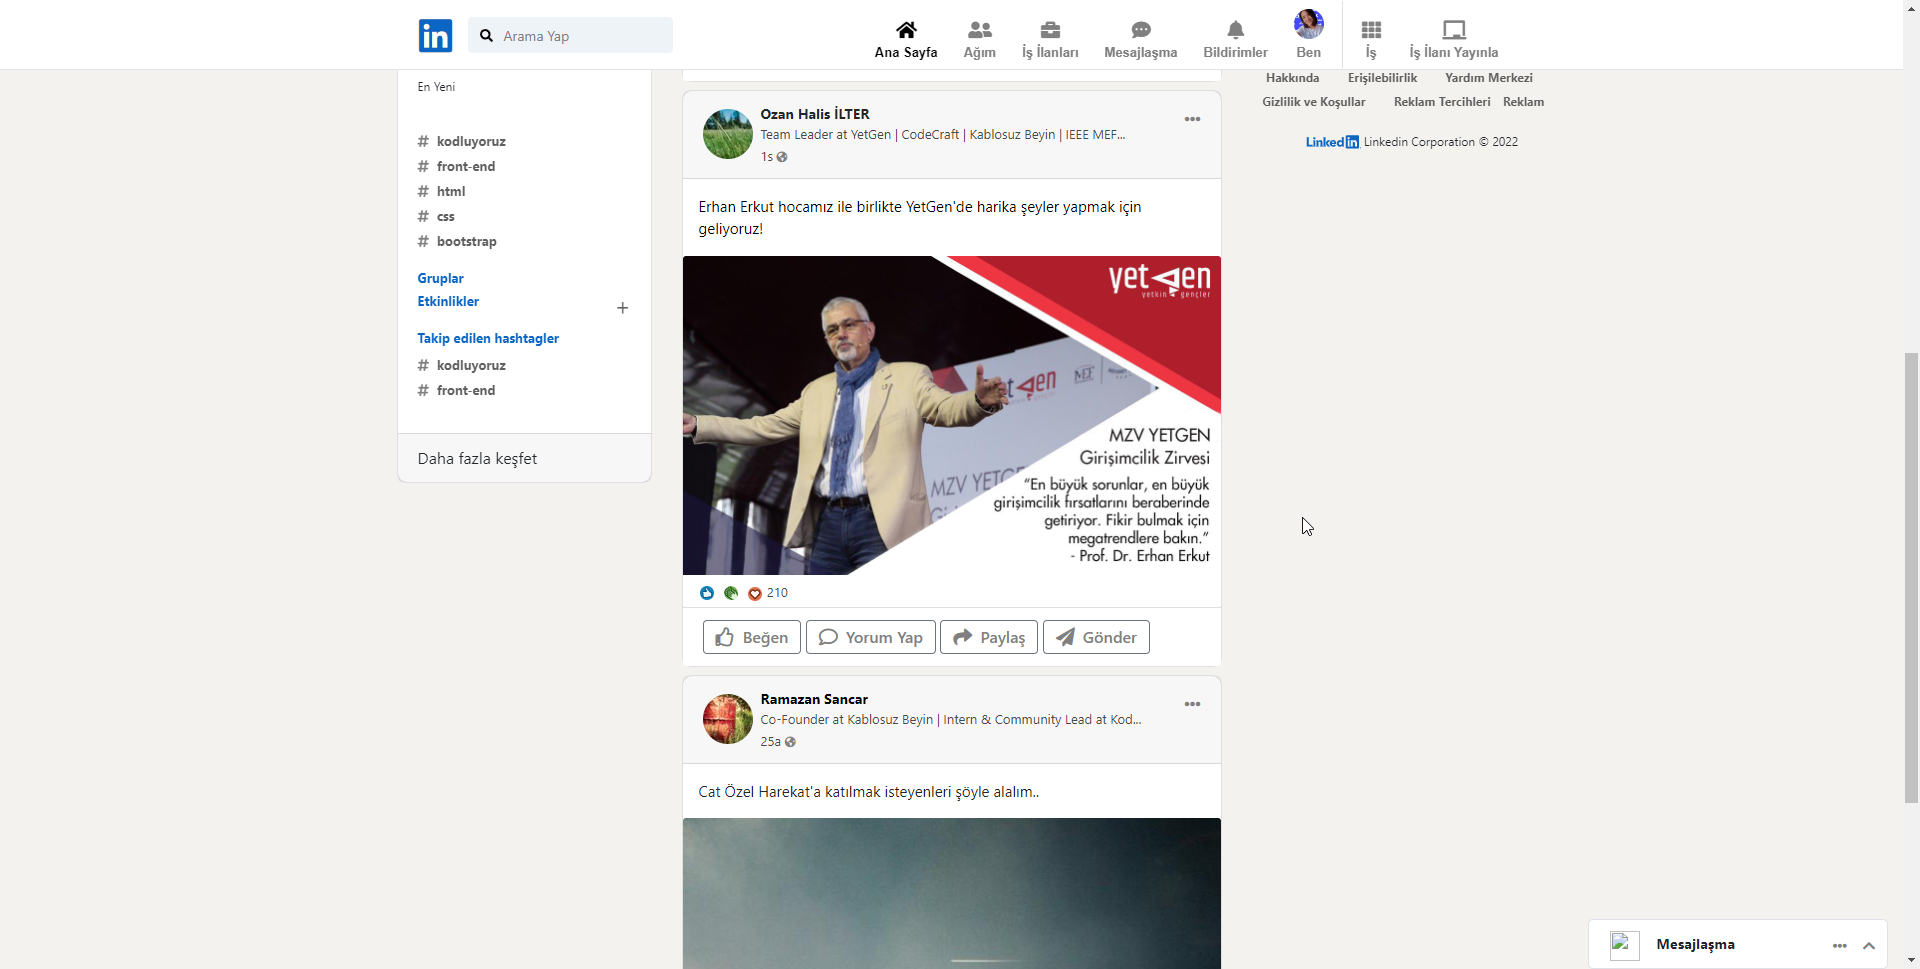 in
Arama Yap
Ana Sayfa
Ağım
İş İlanları
Mesajlaşma
Bildirimler
Ben
İş
İş İlanı Yayınla
En Yeni
# kodluyoruz
# front-end
# html
# css
# bootstrap
Gruplar
Etkinlikler
+
Takip edilen hashtagler
# kodluyoruz
# front-end
Daha fazla keşfet
Ozan Halis İLTER
Team Leader at YetGen | CodeCraft | Kablosuz Beyin | IEEE MEF...
1s
Erhan Erkut hocamız ile birlikte YetGen'de harika şeyler yapmak için
geliyoruz!
yetgen
yetkin gençler
MEF
MZV YETG
MZV YETGEN
Girişimcilik Zirvesi
“En büyük sorunlar, en büyük
girişimcilik fırsatlarını beraberinde
getiriyor. Fikir bulmak için
megatrendlere bakın.”
- Prof. Dr. Erhan Erkut
210
Beğen
Yorum Yap
Paylaş
Gönder
Ramazan Sancar
Co-Founder at Kablosuz Beyin | Intern & Community Lead at Kod...
25a
Cat Özel Harekat'a katılmak isteyenleri şöyle alalım..
Hakkında
Erişilebilirlik
Yardım Merkezi
Gizlilik ve Koşullar
Reklam Tercihleri
Reklam
Linkedin Linkedin Corporation © 2022
Mesajlaşma